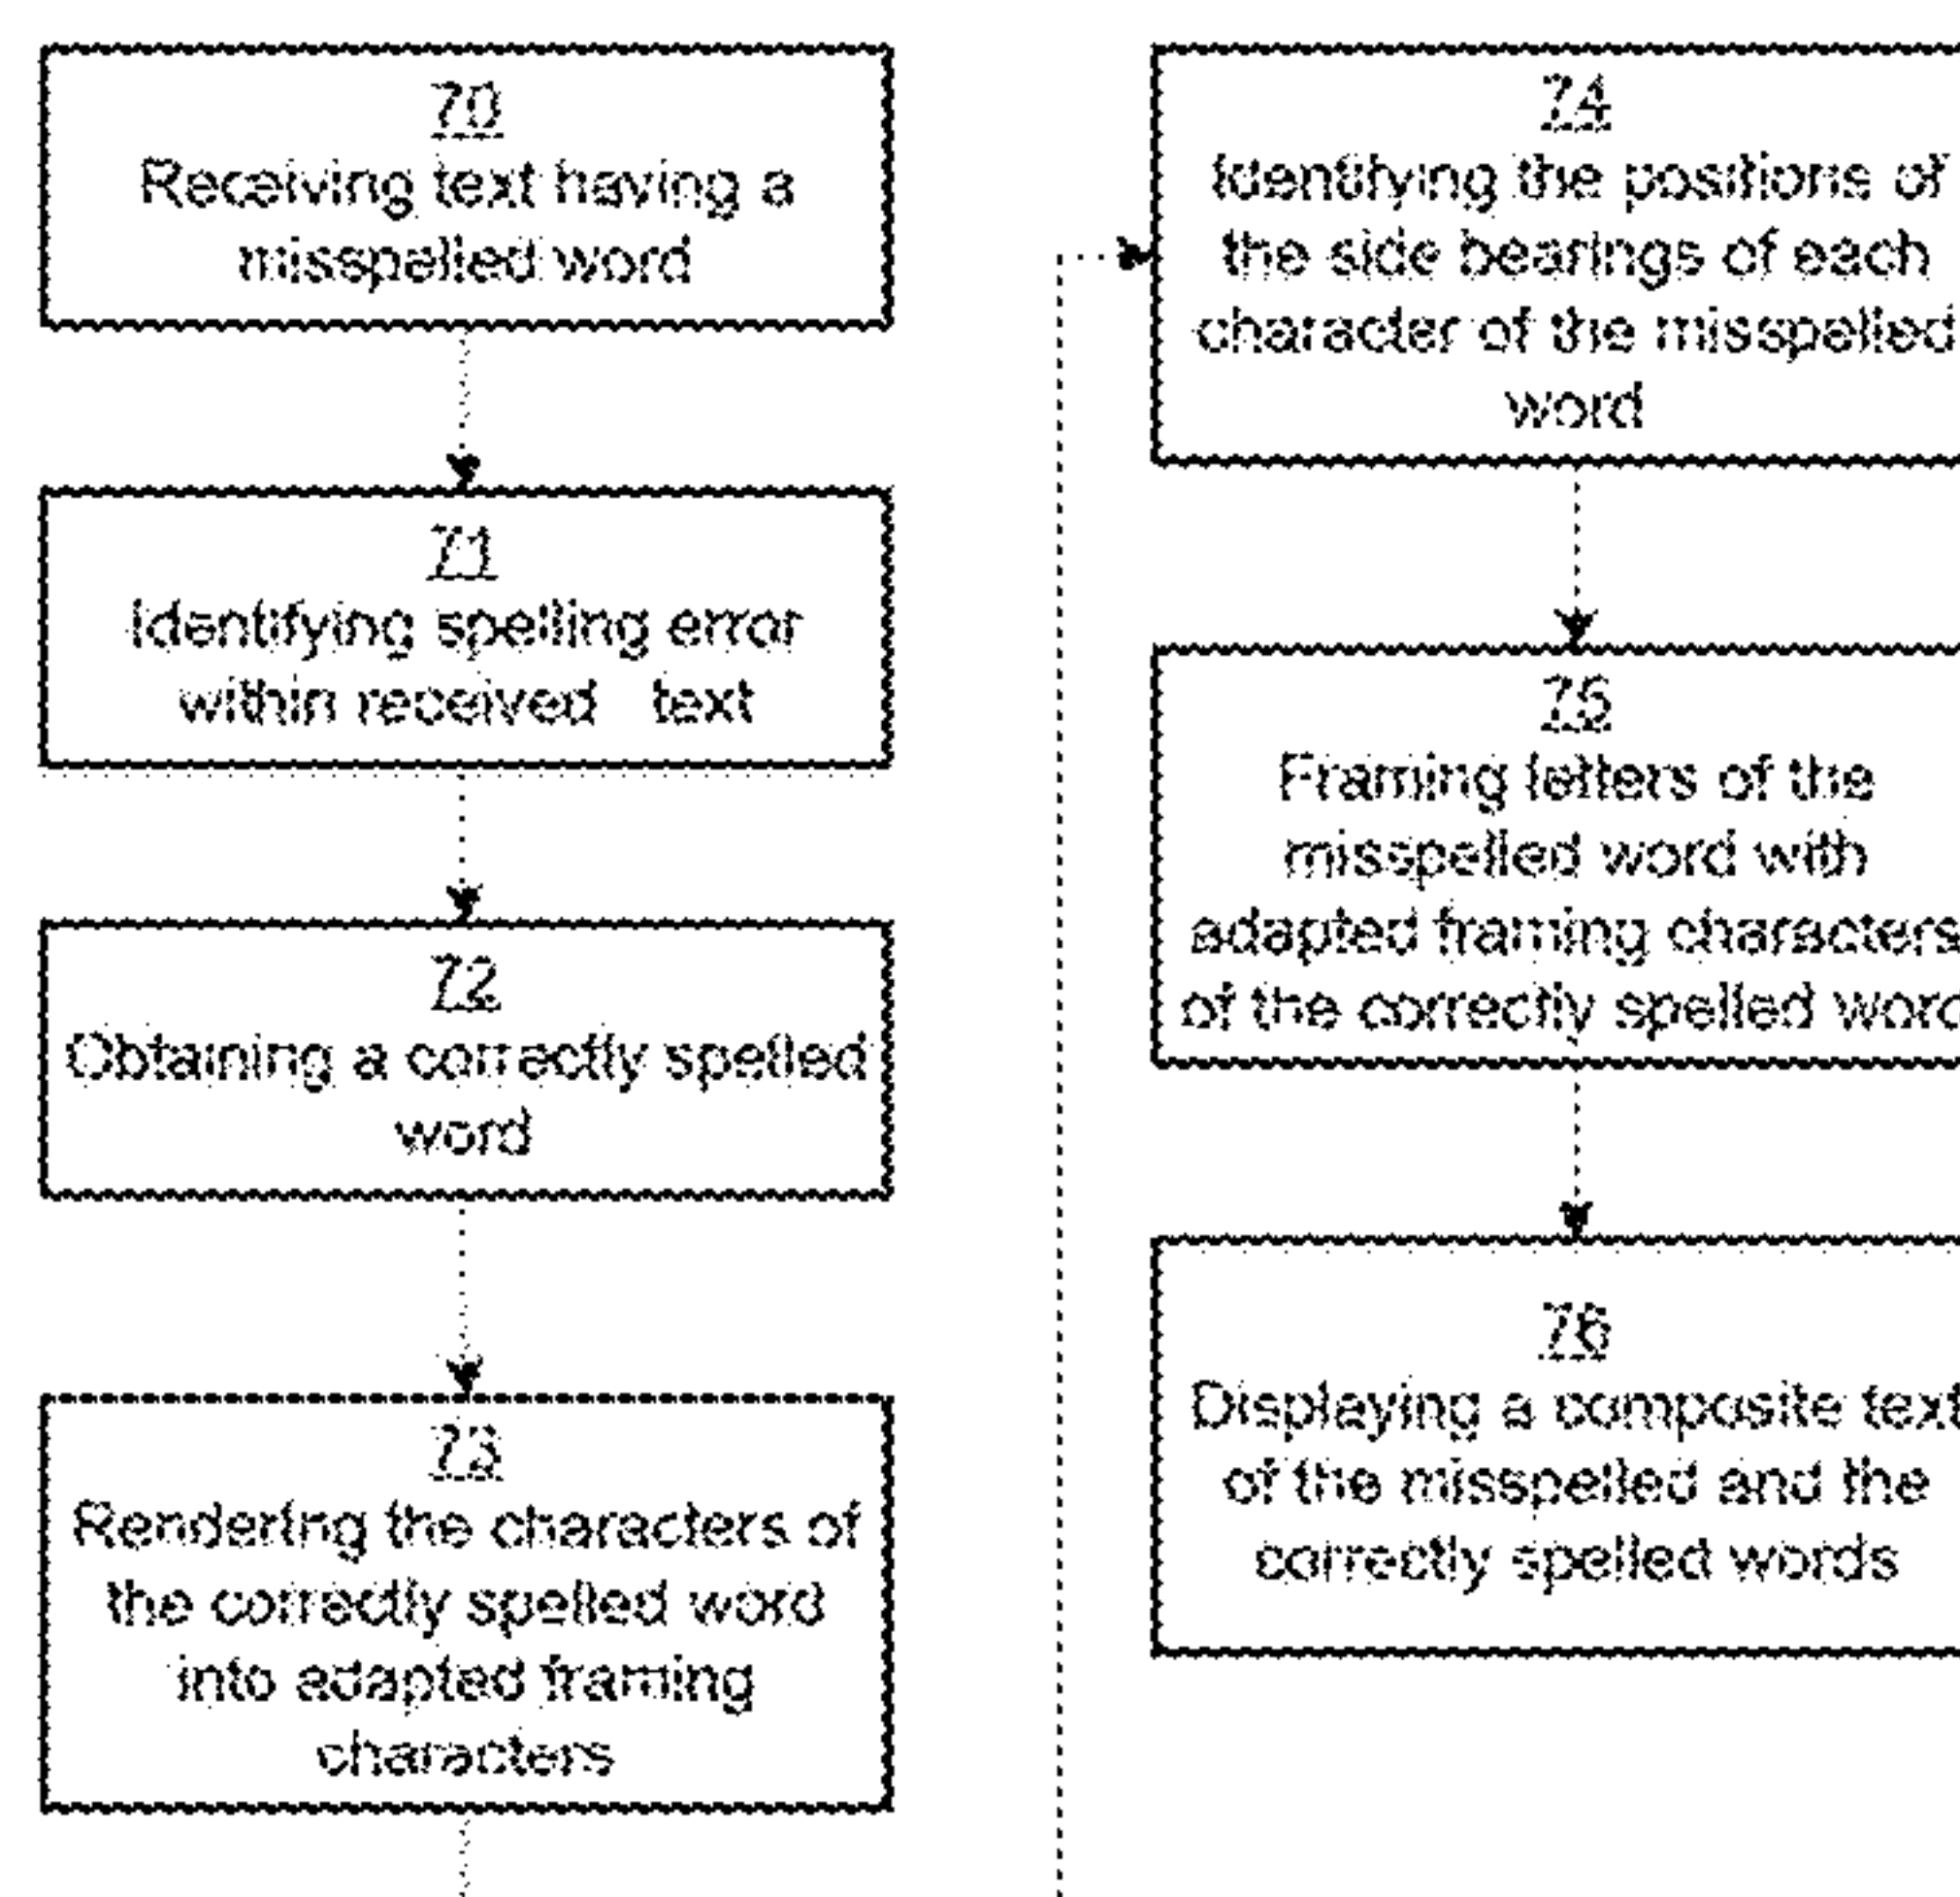 70
Receiving text having a
misspelled word
71
Identifying spelling error
within received text
72
Obtaining a correctly spelled
word
73
Rendering the characters of
the correctly spelled word
into adapted framing
characters
74
Identifying the positions of
the side bearings of each
character of the misspelled
word
75
Framing letters of the
misspelled word with
adapted framing characters
of the correctly spelled word
76
Displaying a composite text
of the misspelled and the
correctly spelled words